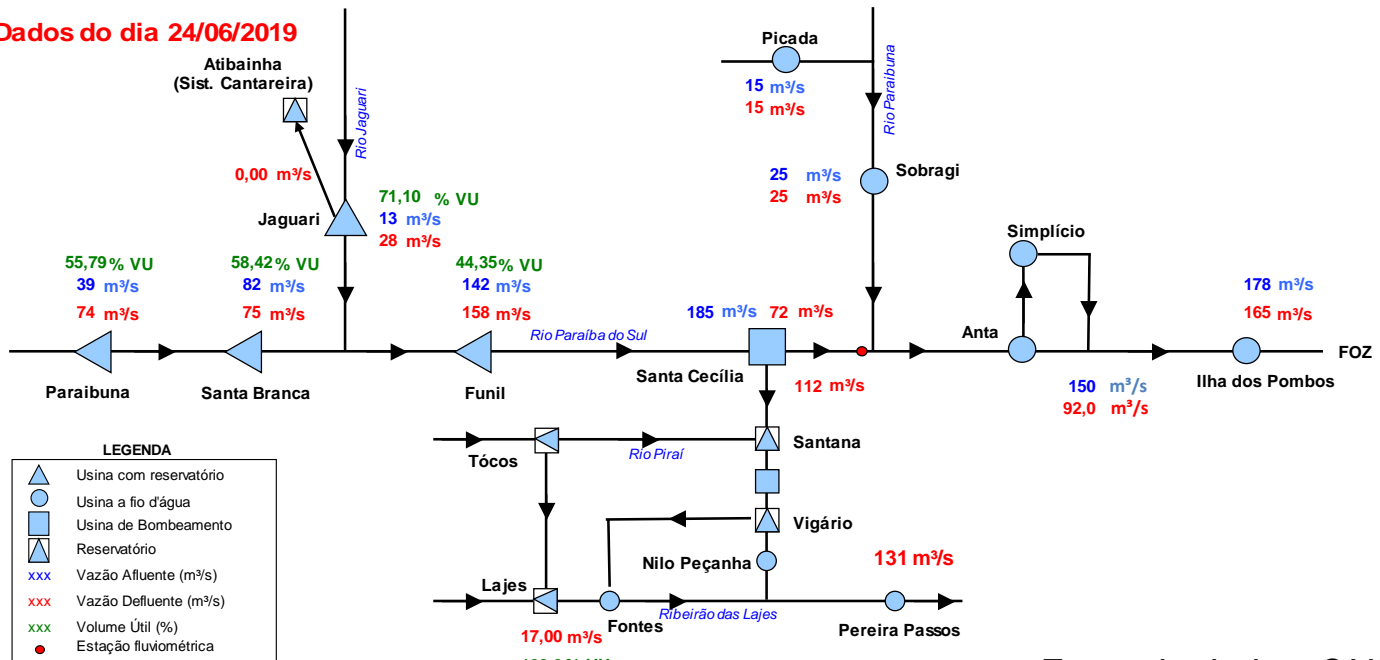 Dados do dia 24/06/2019
Atibainha
(Sist. Cantareira)
Rio Jaguari
0,00 m³/s
Jaguari
71,10 % VU
13 m³/s
28 m³/s
Picada
15 m³/s
15 m³/s
Rio Paraibuna
25 m³/s
25 m³/s
Sobragi
Simplício
55,79% VU
39 m³/s
74 m³/s
Paraibuna
58,42% VU
82 m³/s
75 m³/s
Santa Branca
44,35% VU
142 m³/s
158 m³/s
Funil
Rio Paraíba do Sul
185 m³/s 72 m³/s
Santa Cecília
112 m³/s
Anta
150 m³/s
92,0 m³/s
178 m³/s
165 m³/s
Ilha dos Pombos
FOZ
Tócos
Rio Piraí
Santana
Vigário
Nilo Peçanha
131 m³/s
Lajes
17,00 m³/s
Fontes
Ribeirão das Lajes
Pereira Passos
LEGENDA
Usina com reservatório
Usina a fio d'água
Usina de Bombeamento
Reservatório
xxx Vazão Afluente (m³/s)
xxx Vazão Defluente (m³/s)
xxx Volume Útil (%)
Estação fluviométrica